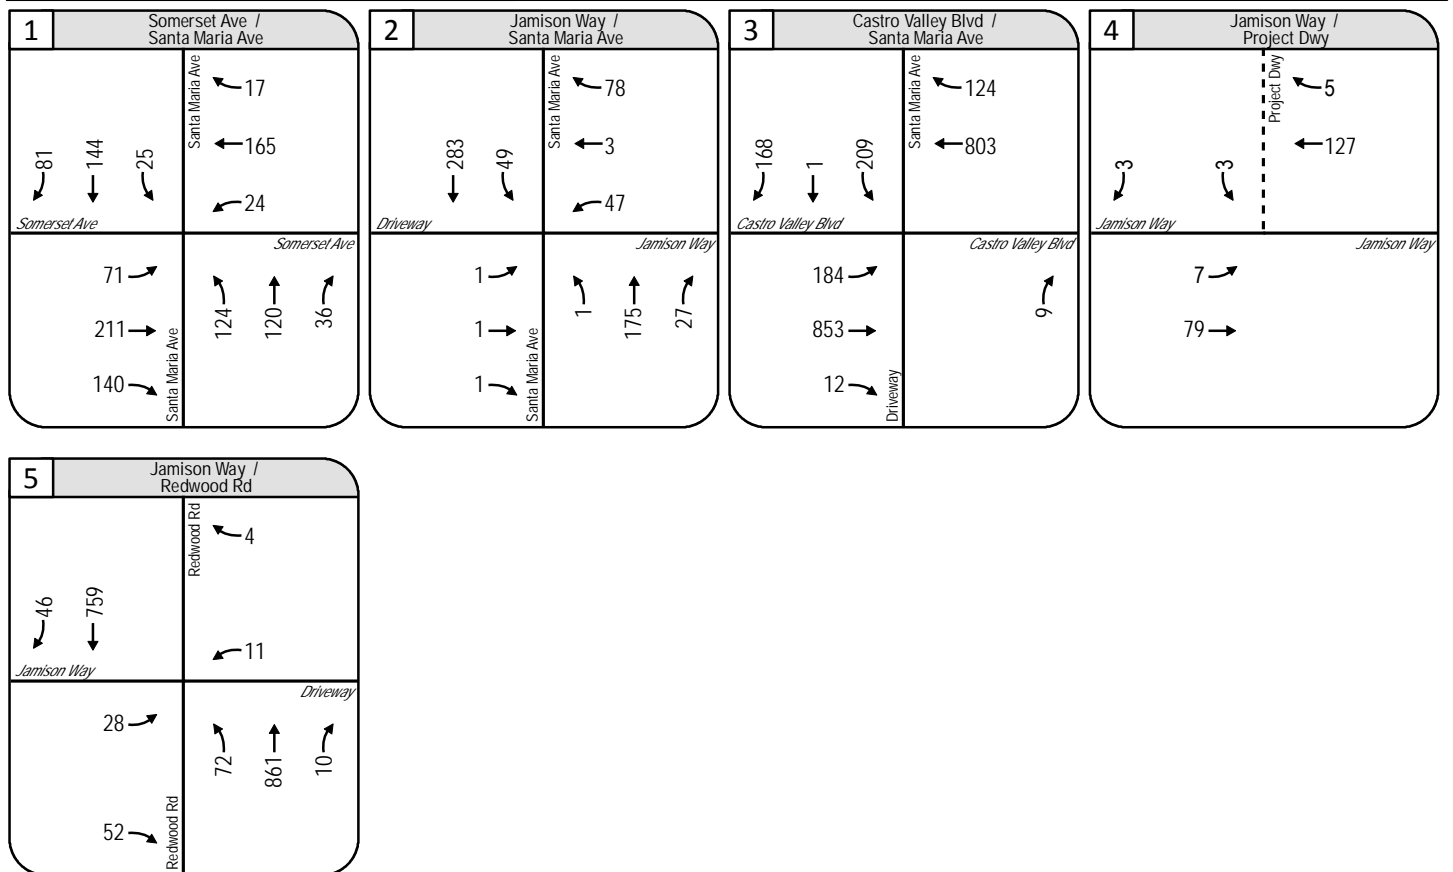 1
Somerset Ave /
Santa Maria Ave
Santa Maria Ave
17
165
24
81
144
25
Somerset Ave
Somerset Ave
71
211
140
Santa Maria Ave
124
120
36
2
Jamison Way /
Santa Maria Ave
Santa Maria Ave
78
3
47
283
49
Driveway
Jamison Way
1
1
1
Santa Maria Ave
1
175
27
3
Castro Valley Blvd /
Santa Maria Ave
Santa Maria Ave
124
803
168
1
209
Castro Valley Blvd
Castro Valley Blvd
184
853
12
Driveway
9
4
Jamison Way /
Project Dwy
Project Dwy
5
127
3
3
Jamison Way
Jamison Way
7
79
5
Jamison Way /
Redwood Rd
Redwood Rd
4
11
46
759
Jamison Way
Driveway
28
52
Redwood Rd
72
861
10